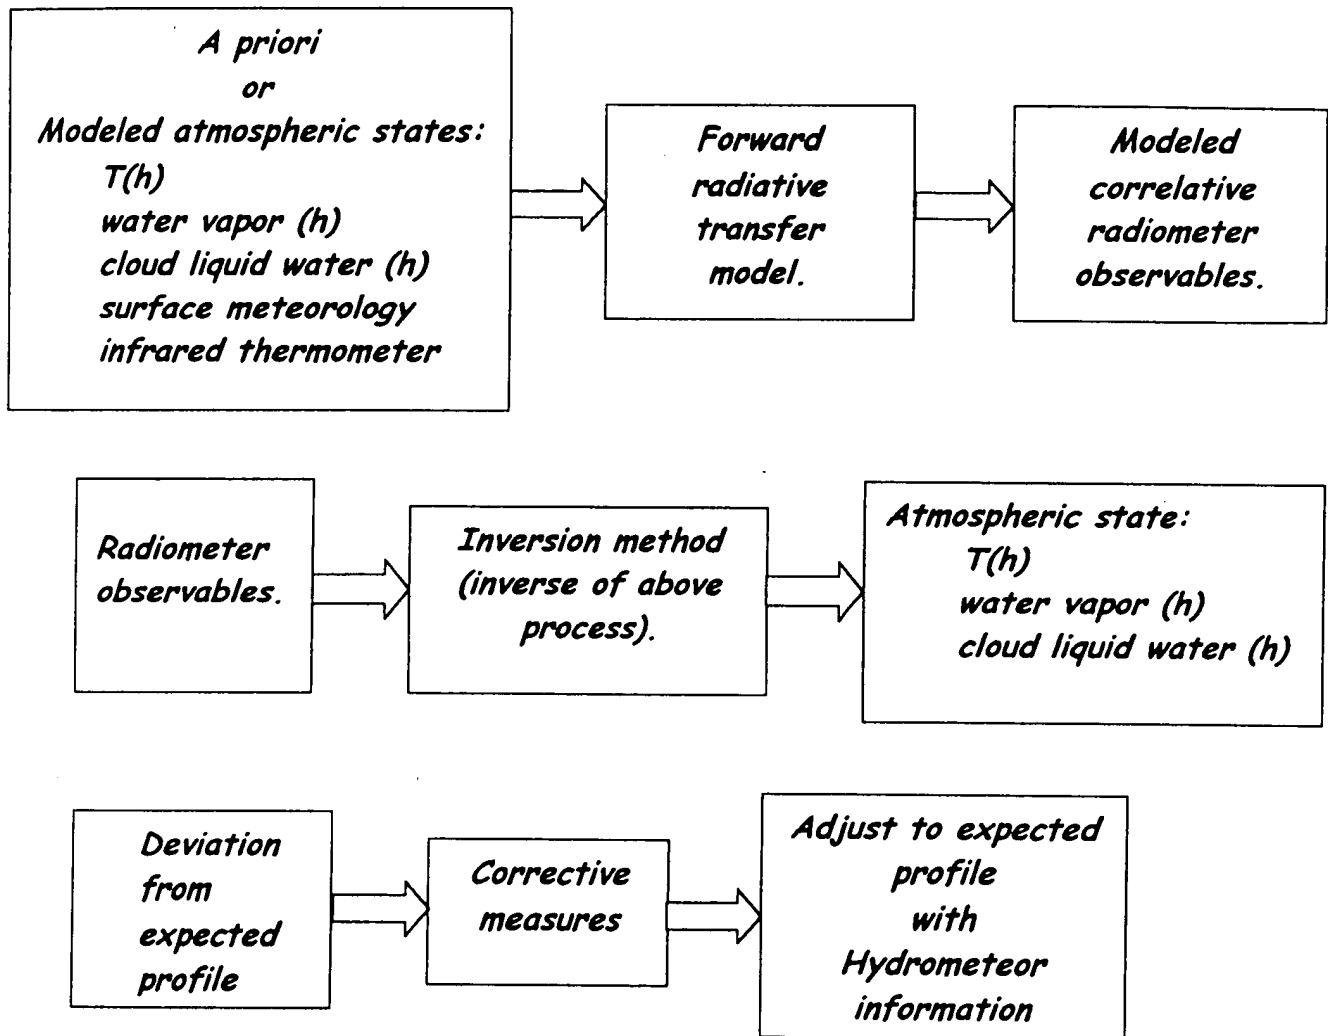 A priori
or
Modeled atmospheric states:
T(h)
water vapor (h)
cloud liquid water (h)
surface meteorology
infrared thermometer
Forward
radiative
transfer
model.
Modeled
correlative
radiometer
observables.
Radiometer
observables.
Inversion method
(inverse of above
process).
Atmospheric state:
T(h)
water vapor (h)
cloud liquid water (h)
Deviation
from
expected
profile
Corrective
measures
Adjust to expected
profile
with
Hydrometeor
information